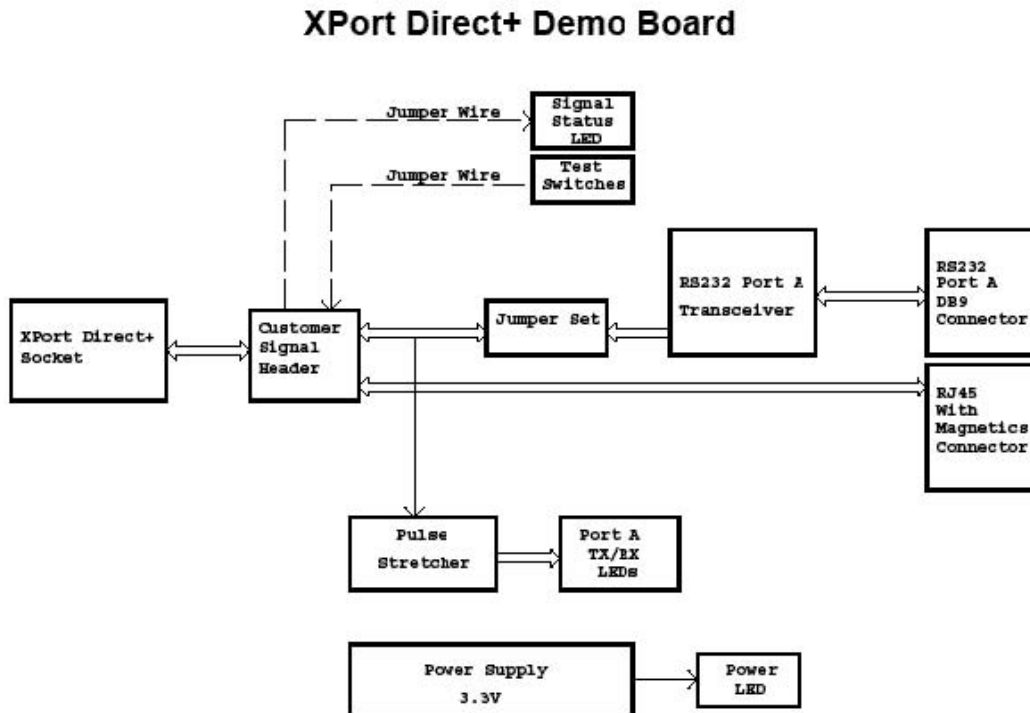 XPort Direct+ Demo Board
Jumper Wire
Signal
Status
LED
Jumper Wire
Test
Switches
XPort Direct+
Socket
Customer
Signal
Header
Jumper Set
RS232 Port A
Transceiver
RS232
Port A
DB9
Connector
RJ45
With
Magnetics
Connector
Pulse
Stretcher
Port A
TX/RX
LEDs
Power Supply
3.3V
Power
LED